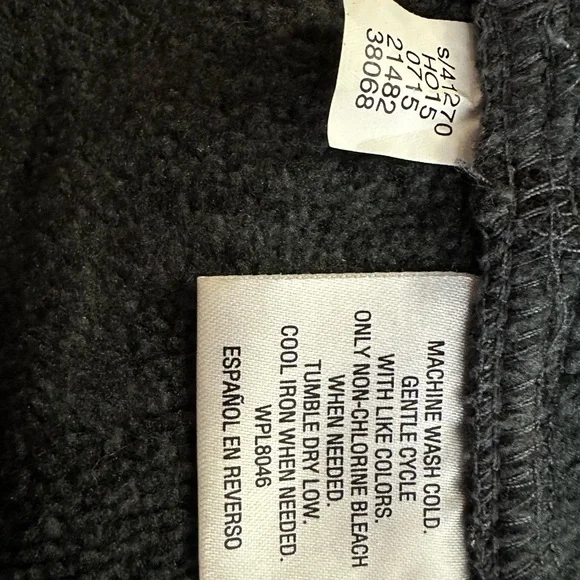 S/41270
HO15
0715
21482
38068
MACHINE WASH COLD.
GENTLE CYCLE
WITH LIKE COLORS.
ONLY NON-CHLORINE BLEACH
WHEN NEEDED.
TUMBLE DRY LOW.
COOL IRON WHEN NEEDED.
WPL8046
ESPAÑOL EN REVERSO